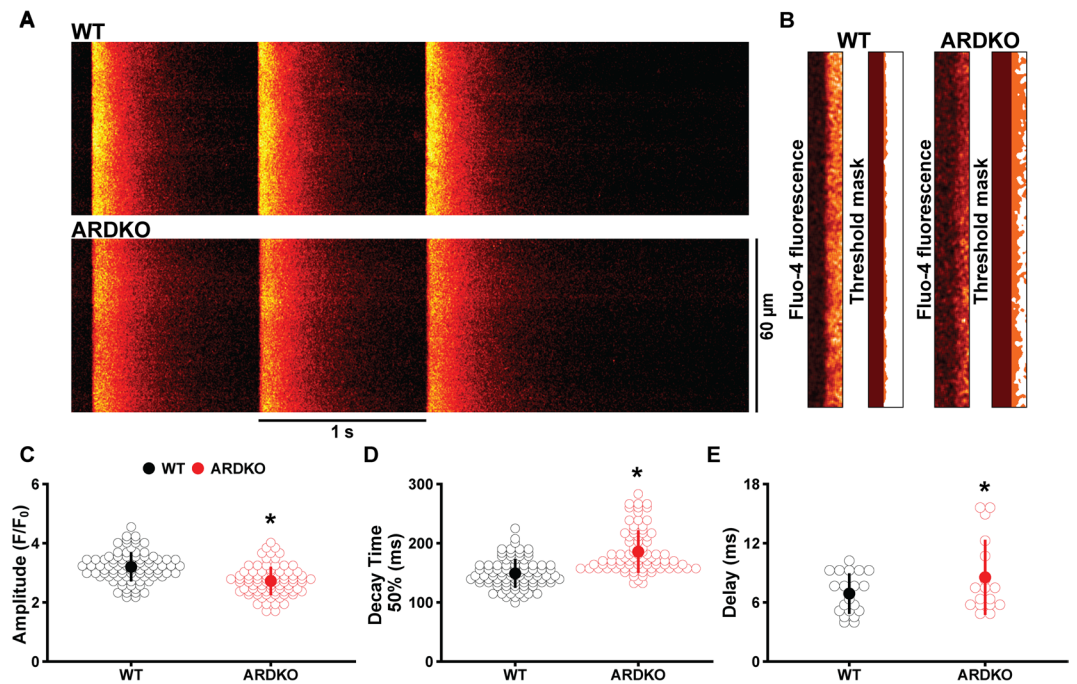 A
WT
ARDKO
60 µm
1 s
B
WT
ARDKO
Fluo-4 fluorescence
Threshold mask
Fluo-4 fluorescence
Threshold mask
C
WT
ARDKO
Amplitude (F/F₀)
6
4
2
0
*
WT
ARDKO
D
Decay Time
50% (ms)
300
200
100
0
*
WT
ARDKO
E
Delay (ms)
18
12
6
0
*
WT
ARDKO